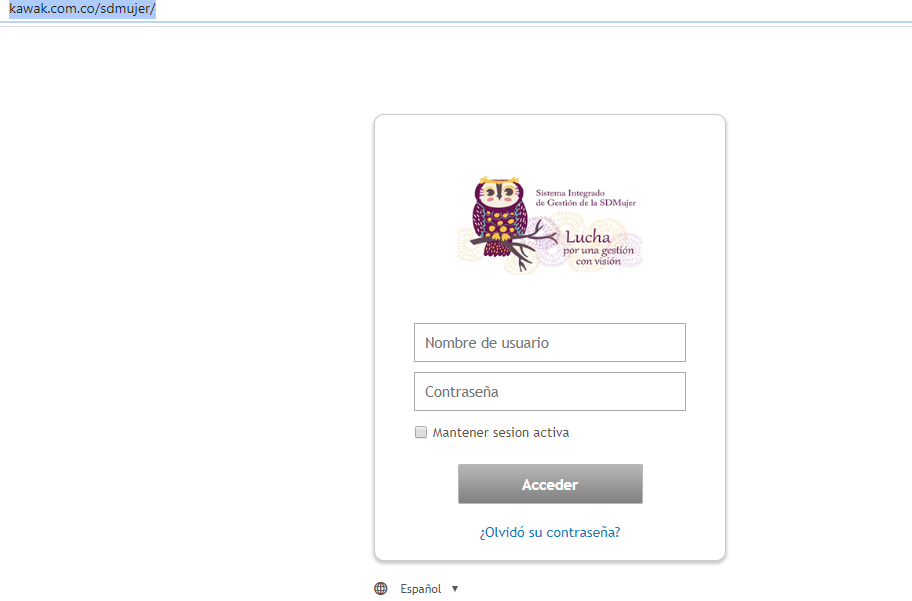 kawak.com.co/sdmujer/
Sistema Integrado
de Gestión de la SDMujer
Lucha
por una gestión
con visión
Nombre de usuario
Contraseña
Mantener sesion activa
Acceder
¿Olvidó su contraseña?
Español